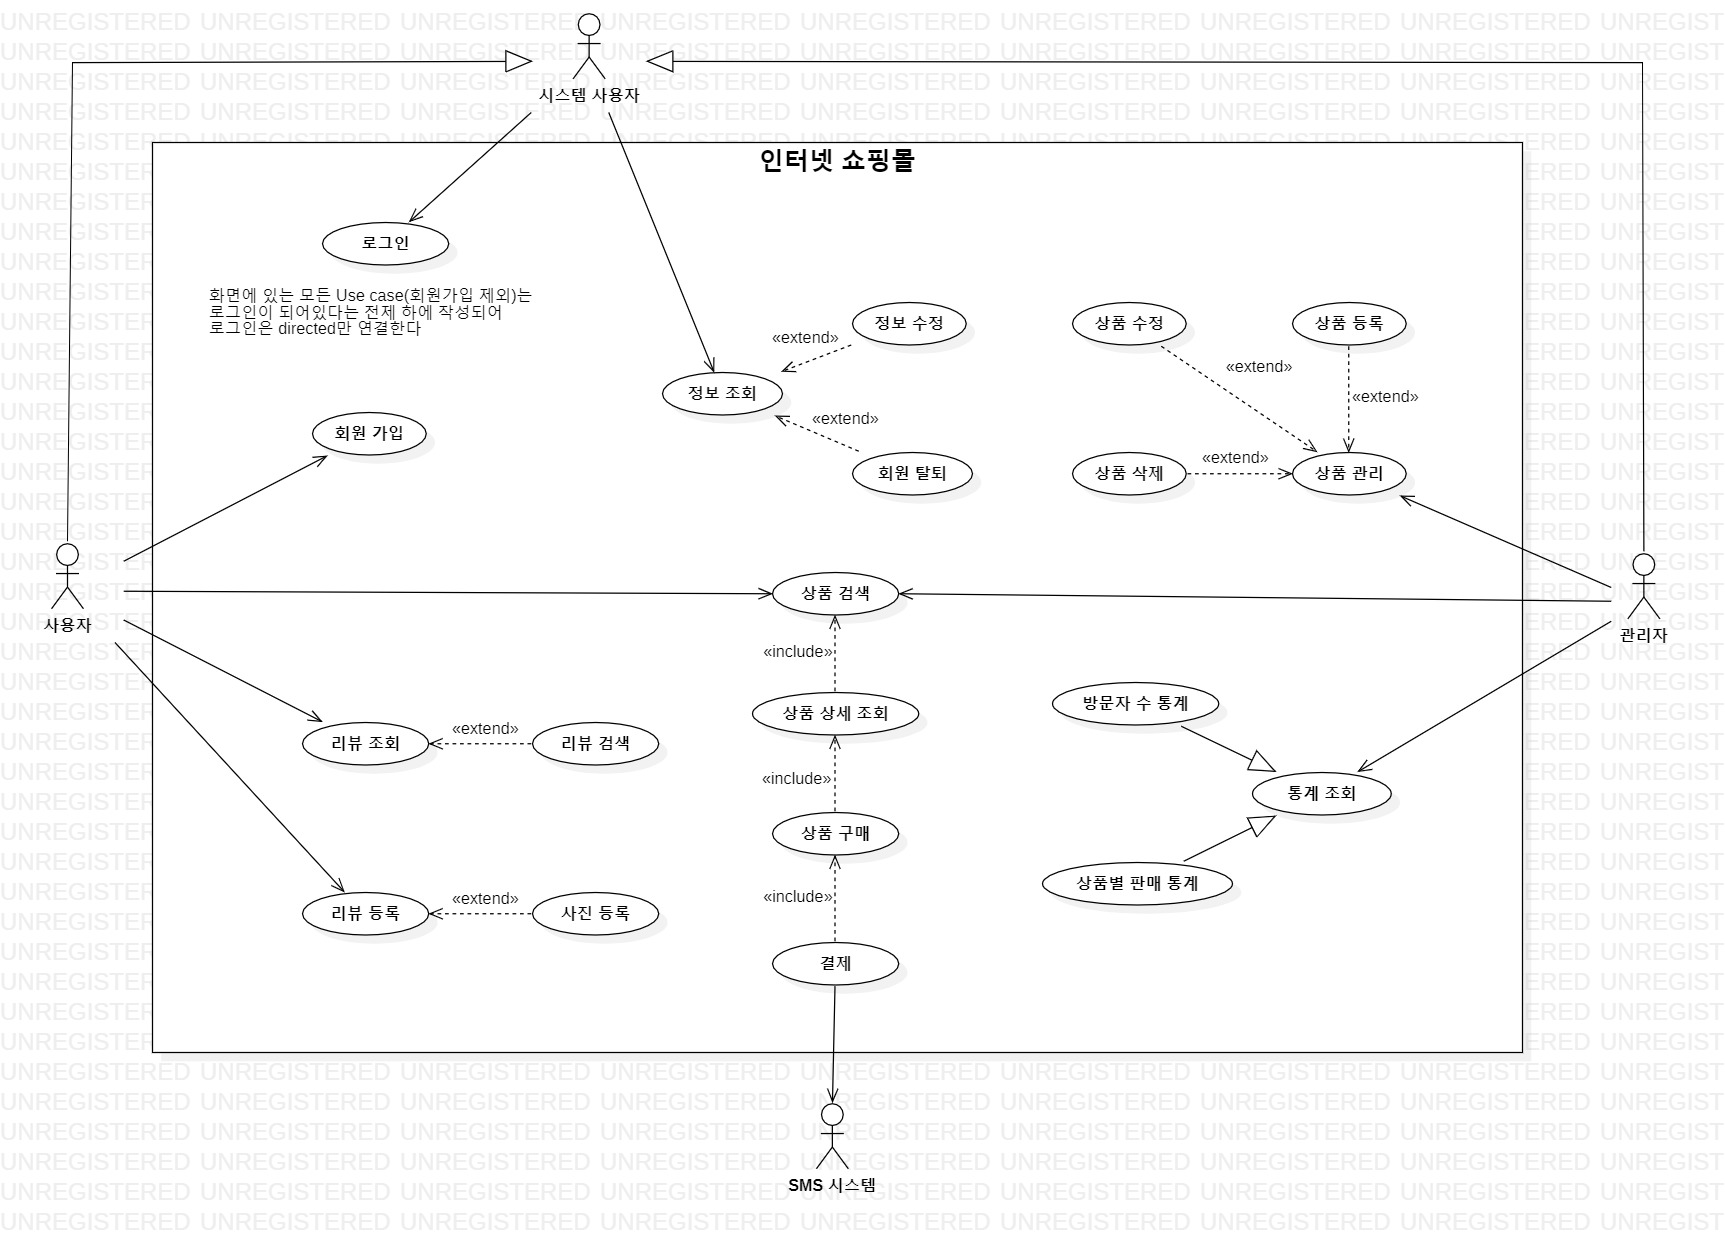 시스템 사용자
인터넷 쇼핑몰
로그인
화면에 있는 모든 Use case(회원가입 제외)는
로그인이 되어있다는 전제 하에 작성되어
로그인은 directed만 연결한다
정보 수정
«extend»
정보 조회
«extend»
회원 탈퇴
상품 수정
상품 등록
«extend»
«extend»
상품 삭제
«extend»
상품 관리
회원 가입
사용자
상품 검색
관리자
«include»
상품 상세 조회
«include»
상품 구매
«include»
결제
리뷰 조회
«extend»
리뷰 검색
리뷰 등록
«extend»
사진 등록
방문자 수 통계
통계 조회
상품별 판매 통계
SMS 시스템
UNREGISTERED